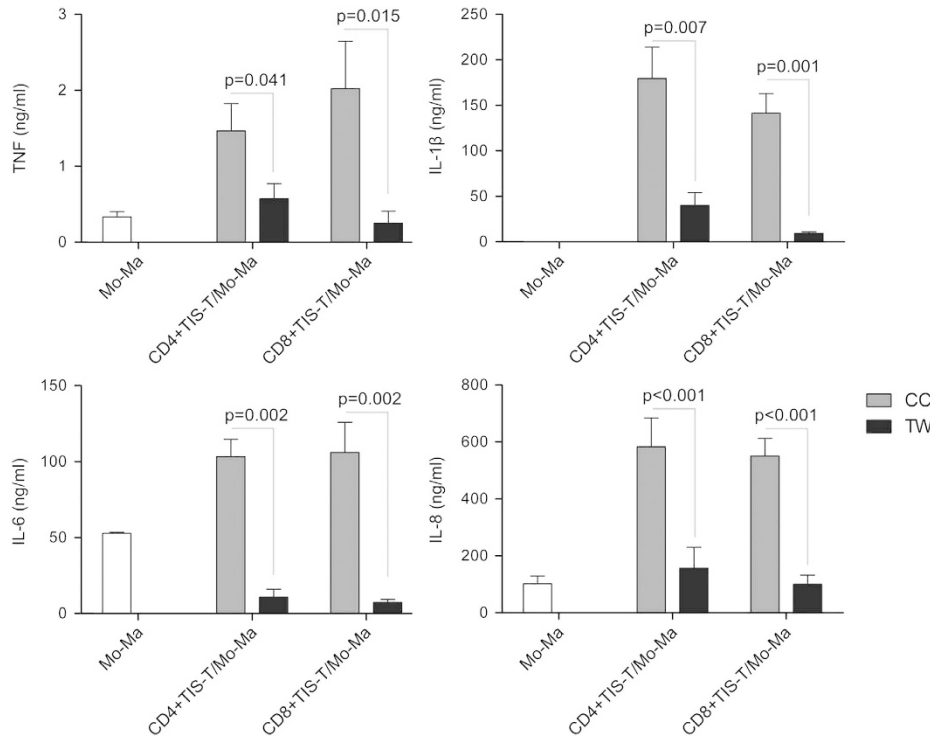 TNF (ng/ml)
3
2
1
0
p=0.041
p=0.015
Mo-Ma
CD4+TIS-T/Mo-Ma
CD8+TIS-T/Mo-Ma
IL-1β (ng/ml)
250
200
150
100
50
0
p=0.007
p=0.001
Mo-Ma
CD4+TIS-T/Mo-Ma
CD8+TIS-T/Mo-Ma
IL-6 (ng/ml)
150
100
50
0
p=0.002
p=0.002
Mo-Ma
CD4+TIS-T/Mo-Ma
CD8+TIS-T/Mo-Ma
IL-8 (ng/ml)
800
600
400
200
0
p<0.001
p<0.001
Mo-Ma
CD4+TIS-T/Mo-Ma
CD8+TIS-T/Mo-Ma
CC
TW